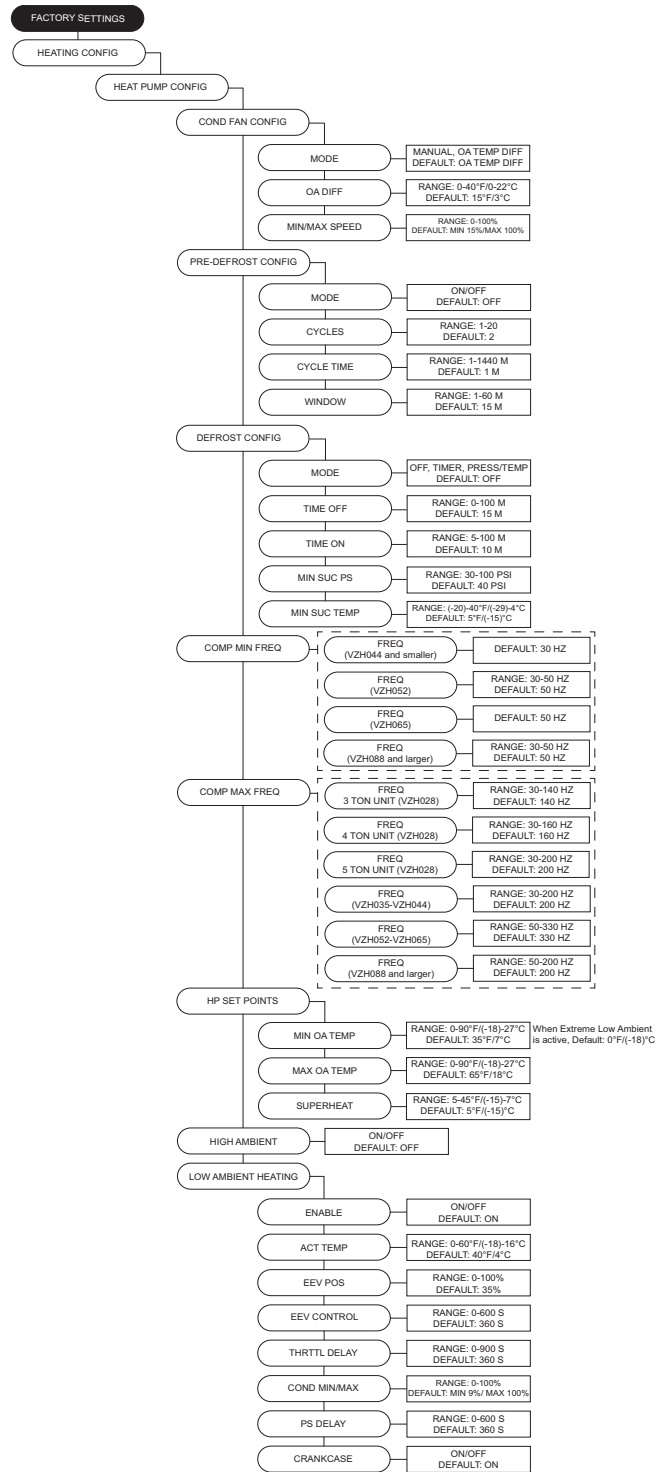 FACTORY SETTINGS
HEATING CONFIG
HEAT PUMP CONFIG
COND FAN CONFIG
MODE
MANUAL, OA TEMP DIFF
DEFAULT: OA TEMP DIFF
OA DIFF
RANGE: 0-40°F/0-22°C
DEFAULT: 15°F/3°C
MIN/MAX SPEED
RANGE: 0-100%
DEFAULT: MIN 15%/MAX 100%
PRE-DEFROST CONFIG
MODE
ON/OFF
DEFAULT: OFF
CYCLES
RANGE: 1-20
DEFAULT: 2
CYCLE TIME
RANGE: 1-1440 M
DEFAULT: 1 M
WINDOW
RANGE: 1-60 M
DEFAULT: 15 M
DEFROST CONFIG
MODE
OFF, TIMER, PRESS/TEMP
DEFAULT: OFF
TIME OFF
RANGE: 0-100 M
DEFAULT: 15 M
TIME ON
RANGE: 5-100 M
DEFAULT: 10 M
MIN SUC PS
RANGE: 30-100 PSI
DEFAULT: 40 PSI
MIN SUC TEMP
RANGE: (-20)-40°F/(-29)-4°C
DEFAULT: 5°F/(-15)°C
COMP MIN FREQ
FREQ
(VZH044 and smaller)
DEFAULT: 30 HZ
FREQ
(VZH052)
RANGE: 30-50 HZ
DEFAULT: 50 HZ
FREQ
(VZH065)
DEFAULT: 50 HZ
FREQ
(VZH088 and larger)
RANGE: 30-50 HZ
DEFAULT: 50 HZ
COMP MAX FREQ
FREQ
3 TON UNIT (VZH028)
RANGE: 30-140 HZ
DEFAULT: 140 HZ
FREQ
4 TON UNIT (VZH028)
RANGE: 30-160 HZ
DEFAULT: 160 HZ
FREQ
5 TON UNIT (VZH028)
RANGE: 30-200 HZ
DEFAULT: 200 HZ
FREQ
(VZH035-VZH044)
RANGE: 30-200 HZ
DEFAULT: 200 HZ
FREQ
(VZH052-VZH065)
RANGE: 50-330 HZ
DEFAULT: 330 HZ
FREQ
(VZH088 and larger)
RANGE: 50-200 HZ
DEFAULT: 200 HZ
HP SET POINTS
MIN OA TEMP
RANGE: 0-90°F/(-18)-27°C
DEFAULT: 35°F/7°C
When Extreme Low Ambient
is active, Default: 0°F/(-18)°C
MAX OA TEMP
RANGE: 0-90°F/(-18)-27°C
DEFAULT: 65°F/18°C
SUPERHEAT
RANGE: 5-45°F/(-15)-7°C
DEFAULT: 5°F/(-15)°C
HIGH AMBIENT
ON/OFF
DEFAULT: OFF
LOW AMBIENT HEATING
ENABLE
ON/OFF
DEFAULT: ON
ACT TEMP
RANGE: 0-60°F/(-18)-16°C
DEFAULT: 40°F/4°C
EEV POS
RANGE: 0-100%
DEFAULT: 35%
EEV CONTROL
RANGE: 0-600 S
DEFAULT: 360 S
THRTTL DELAY
RANGE: 0-900 S
DEFAULT: 360 S
COND MIN/MAX
RANGE: 0-100%
DEFAULT: MIN 9%/ MAX 100%
PS DELAY
RANGE: 0-600 S
DEFAULT: 360 S
CRANKCASE
ON/OFF
DEFAULT: ON